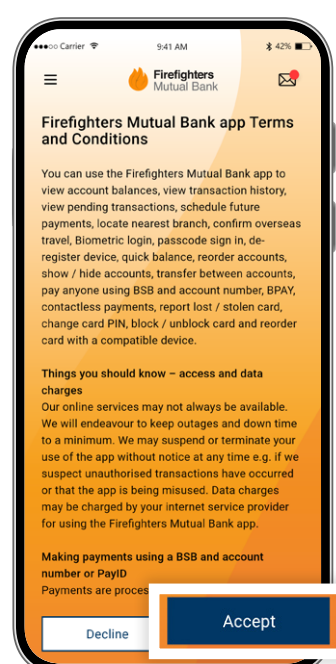 Carrier 9:41 AM 42%
Firefighters
Mutual Bank
Firefighters Mutual Bank app Terms
and Conditions
You can use the Firefighters Mutual Bank app to
view account balances, view transaction history,
view pending transactions, schedule future
payments, locate nearest branch, confirm overseas
travel, Biometric login, passcode sign in, de-
register device, quick balance, reorder accounts,
show / hide accounts, transfer between accounts,
pay anyone using BSB and account number, BPAY,
contactless payments, report lost / stolen card,
change card PIN, block / unblock card and reorder
card with a compatible device.
Things you should know – access and data
charges
Our online services may not always be available.
We will endeavour to keep outages and down time
to a minimum. We may suspend or terminate your
use of the app without notice at any time e.g. if we
suspect unauthorised transactions have occurred
or that the app is being misused. Data charges
may be charged by your internet service provider
for using the Firefighters Mutual Bank app.
Making payments using a BSB and account
number or PayID
Payments are proces
Decline
Accept